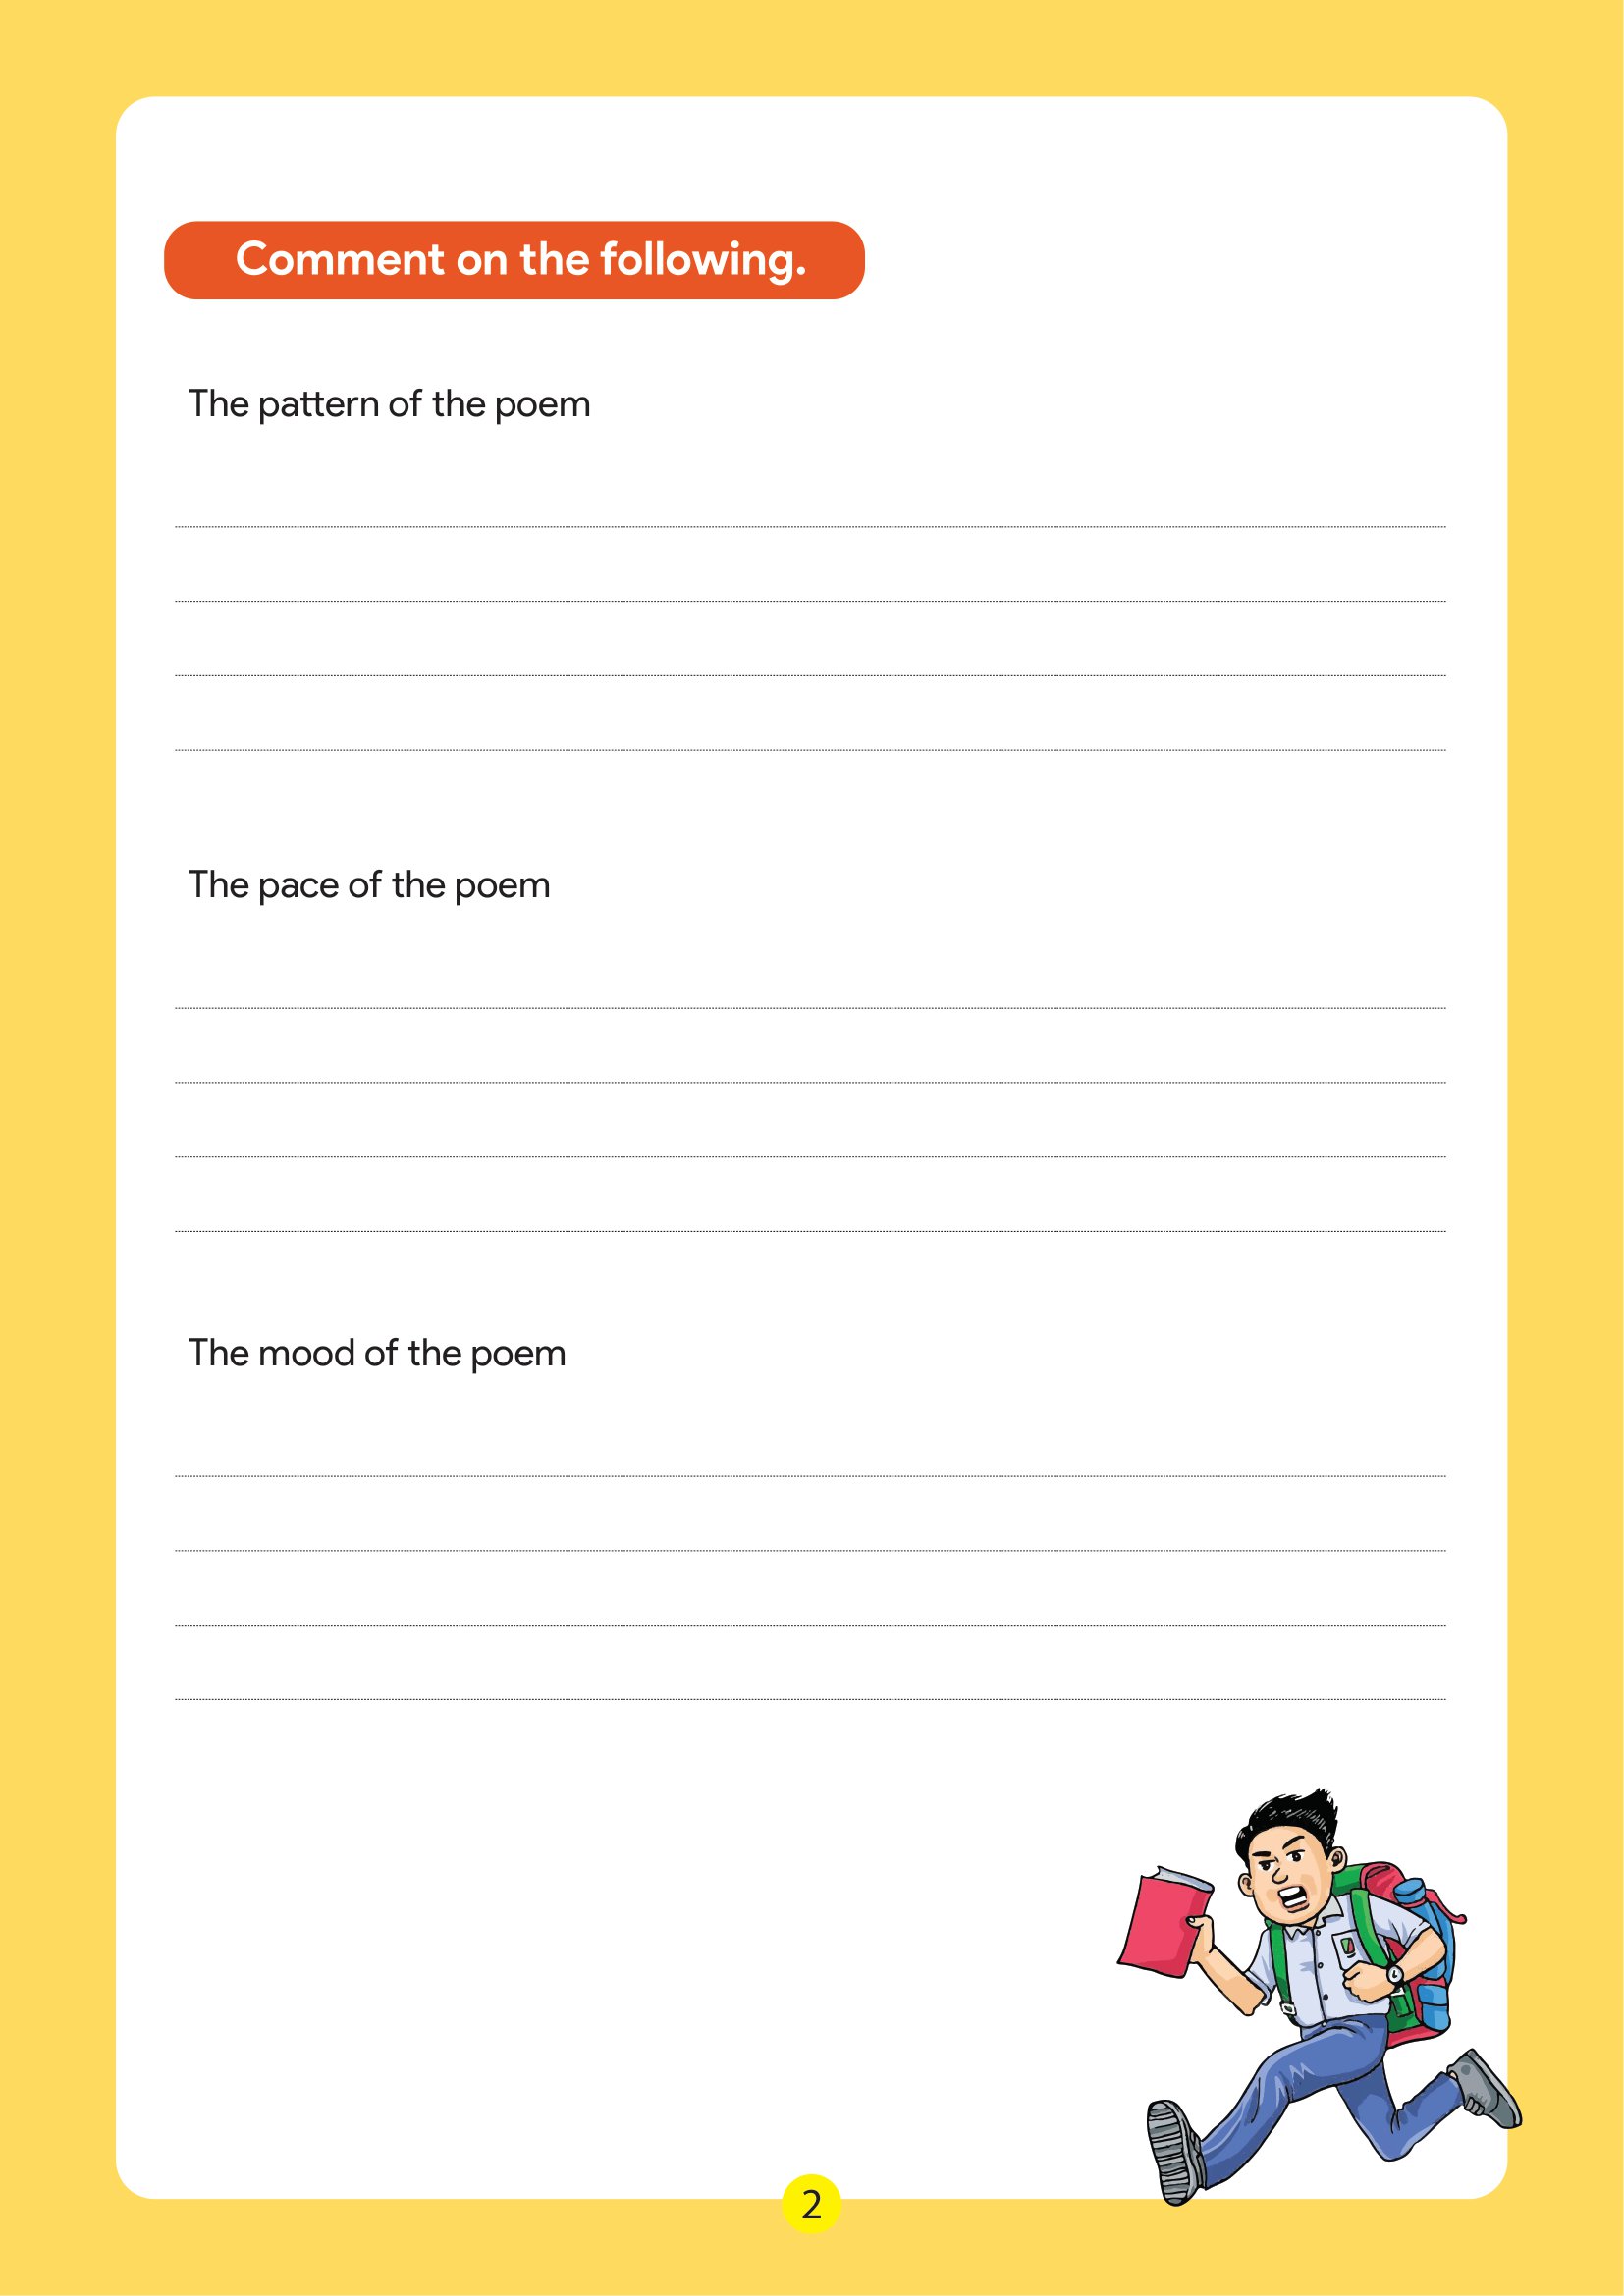 Comment on the following.
The pattern of the poem
The pace of the poem
The mood of the poem
2